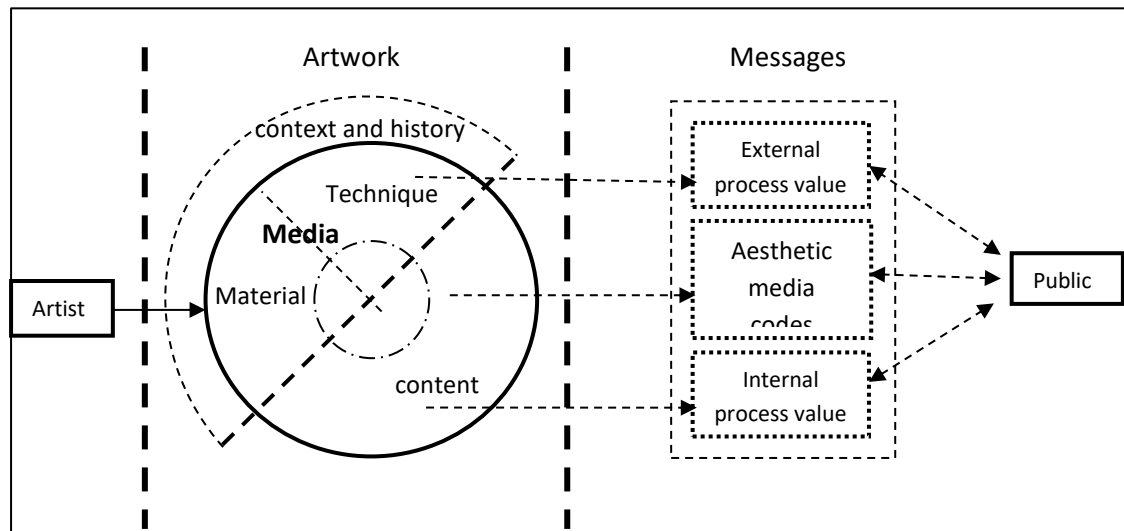 Artwork
Messages
context and history
Technique
Media
Material
content
Artist
External
process value
Aesthetic
media
codes
Internal
process value
Public